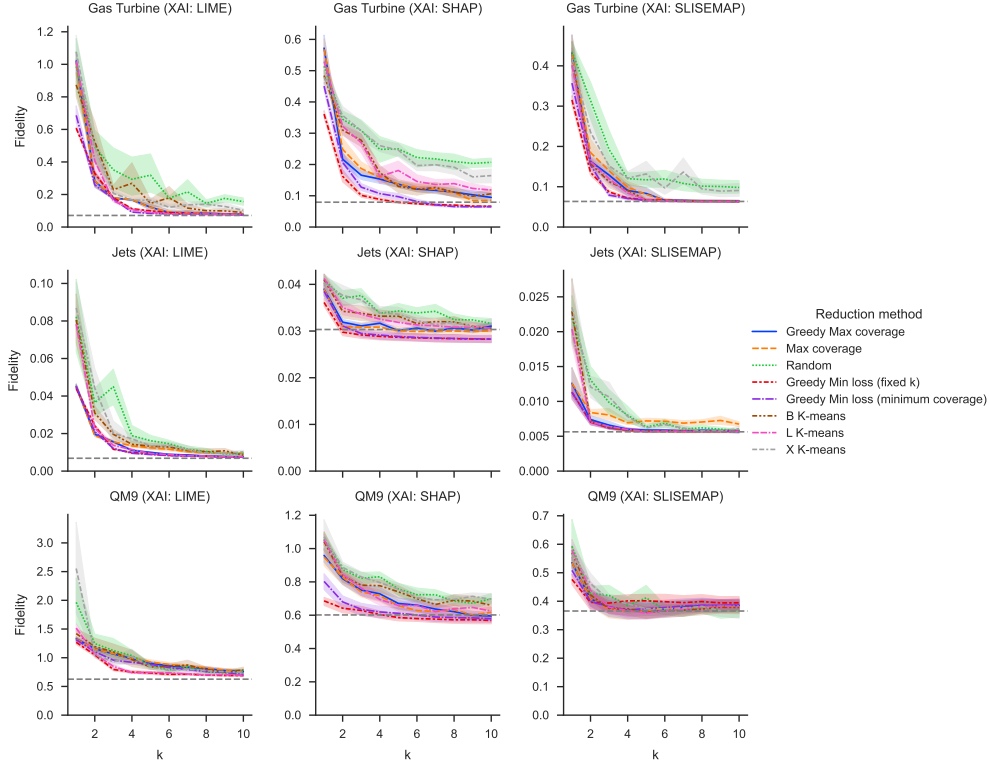 Gas Turbine (XAI: LIME)
Gas Turbine (XAI: SHAP)
Gas Turbine (XAI: SLISEMAP)
1.2
1.0
0.8
0.6
0.4
0.2
0.0
Fidelity
0.6
0.5
0.4
0.3
0.2
0.1
0.0
0.4
0.3
0.2
0.1
0.0
Jets (XAI: LIME)
Jets (XAI: SHAP)
Jets (XAI: SLISEMAP)
0.10
0.08
0.06
0.04
0.02
0.00
Fidelity
0.04
0.03
0.02
0.01
0.00
0.025
0.020
0.015
0.010
0.005
0.000
Reduction method
Greedy Max coverage
Max coverage
Random
Greedy Min loss (fixed k)
Greedy Min loss (minimum coverage)
B K-means
L K-means
X K-means
QM9 (XAI: LIME)
QM9 (XAI: SHAP)
QM9 (XAI: SLISEMAP)
3.0
2.5
2.0
1.5
1.0
0.5
0.0
Fidelity
2 4 6 8 10
k
1.2
1.0
0.8
0.6
0.4
0.2
0.0
2 4 6 8 10
k
0.7
0.6
0.5
0.4
0.3
0.2
0.1
0.0
2 4 6 8 10
k